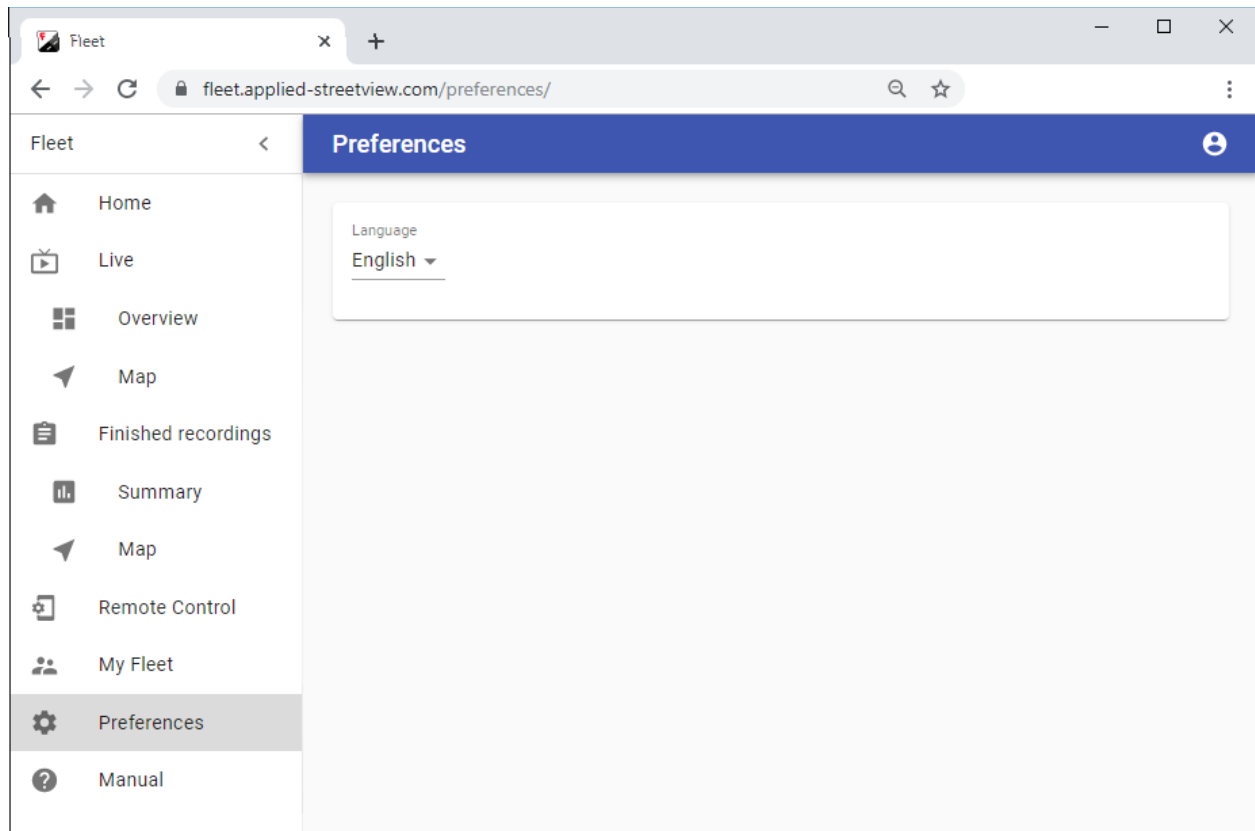 Fleet
fleet.applied-streetview.com/preferences/
Fleet
Preferences
Home
Live
Overview
Map
Finished recordings
Summary
Map
Remote Control
My Fleet
Preferences
Manual
Language
English